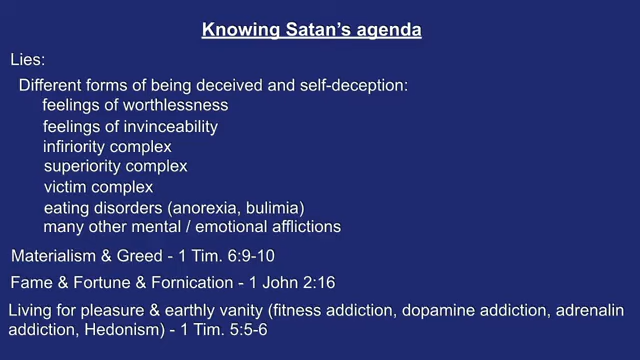 Knowing Satan's agenda
Lies:
Different forms of being deceived and self-deception:
feelings of worthlessness
feelings of invinceability
infiriority complex
superiority complex
victim complex
eating disorders (anorexia, bulimia)
many other mental / emotional afflictions
Materialism & Greed - 1 Tim. 6:9-10
Fame & Fortune & Fornication - 1 John 2:16
Living for pleasure & earthly vanity (fitness addiction, dopamine addiction, adrenalin
addiction, Hedonism) - 1 Tim. 5:5-6